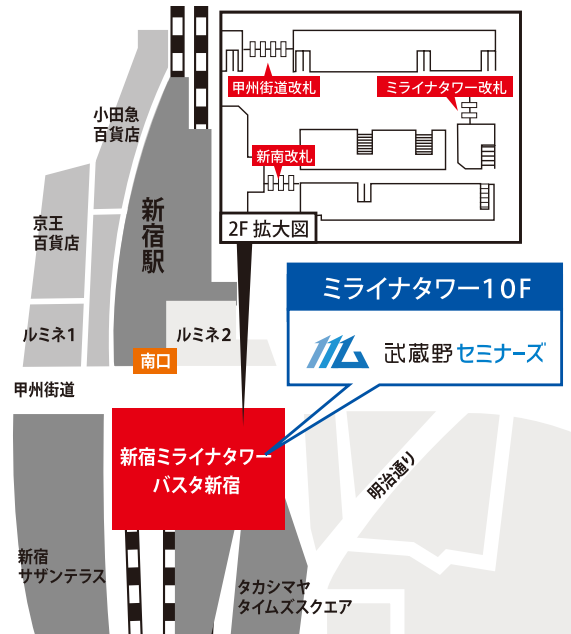 甲州街道改札
ミライナタワー改札
新南改札
2F 拡大図
小田急
百貨店
京王
百貨店
新宿駅
ルミネ1
ルミネ2
南口
甲州街道
ミライナタワー10F
武蔵野セミナーズ
新宿ミライナタワー
バスタ新宿
明治通り
新宿
サザンテラス
タカシマヤ
タイムズスクエア